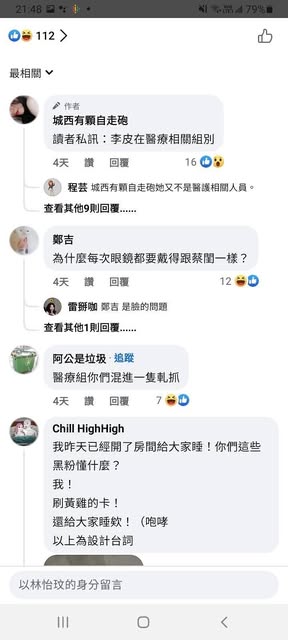 21:48
79%
112
最相關
作者
城西有顆自走砲
讀者私訊：李皮在醫療相關組別
4天 讚 回覆 16
程芸 城西有顆自走砲她又不是醫護相關人員。
查看其他9則回覆......
鄭吉
為什麼每次眼鏡都要戴得跟蔡閨一樣？
4天 讚 回覆 12
雷掰咖 鄭吉 是臉的問題
查看其他1則回覆......
阿公是垃圾 · 追蹤
醫療組你們混進一隻軋抓
4天 讚 回覆 7
Chill HighHigh
我昨天已經開了房間給大家睡！你們這些
黑粉懂什麼？
我！
刷黃雞的卡！
還給大家睡欸！（咆哮
以上為設計台詞
以林怡玟的身分留言